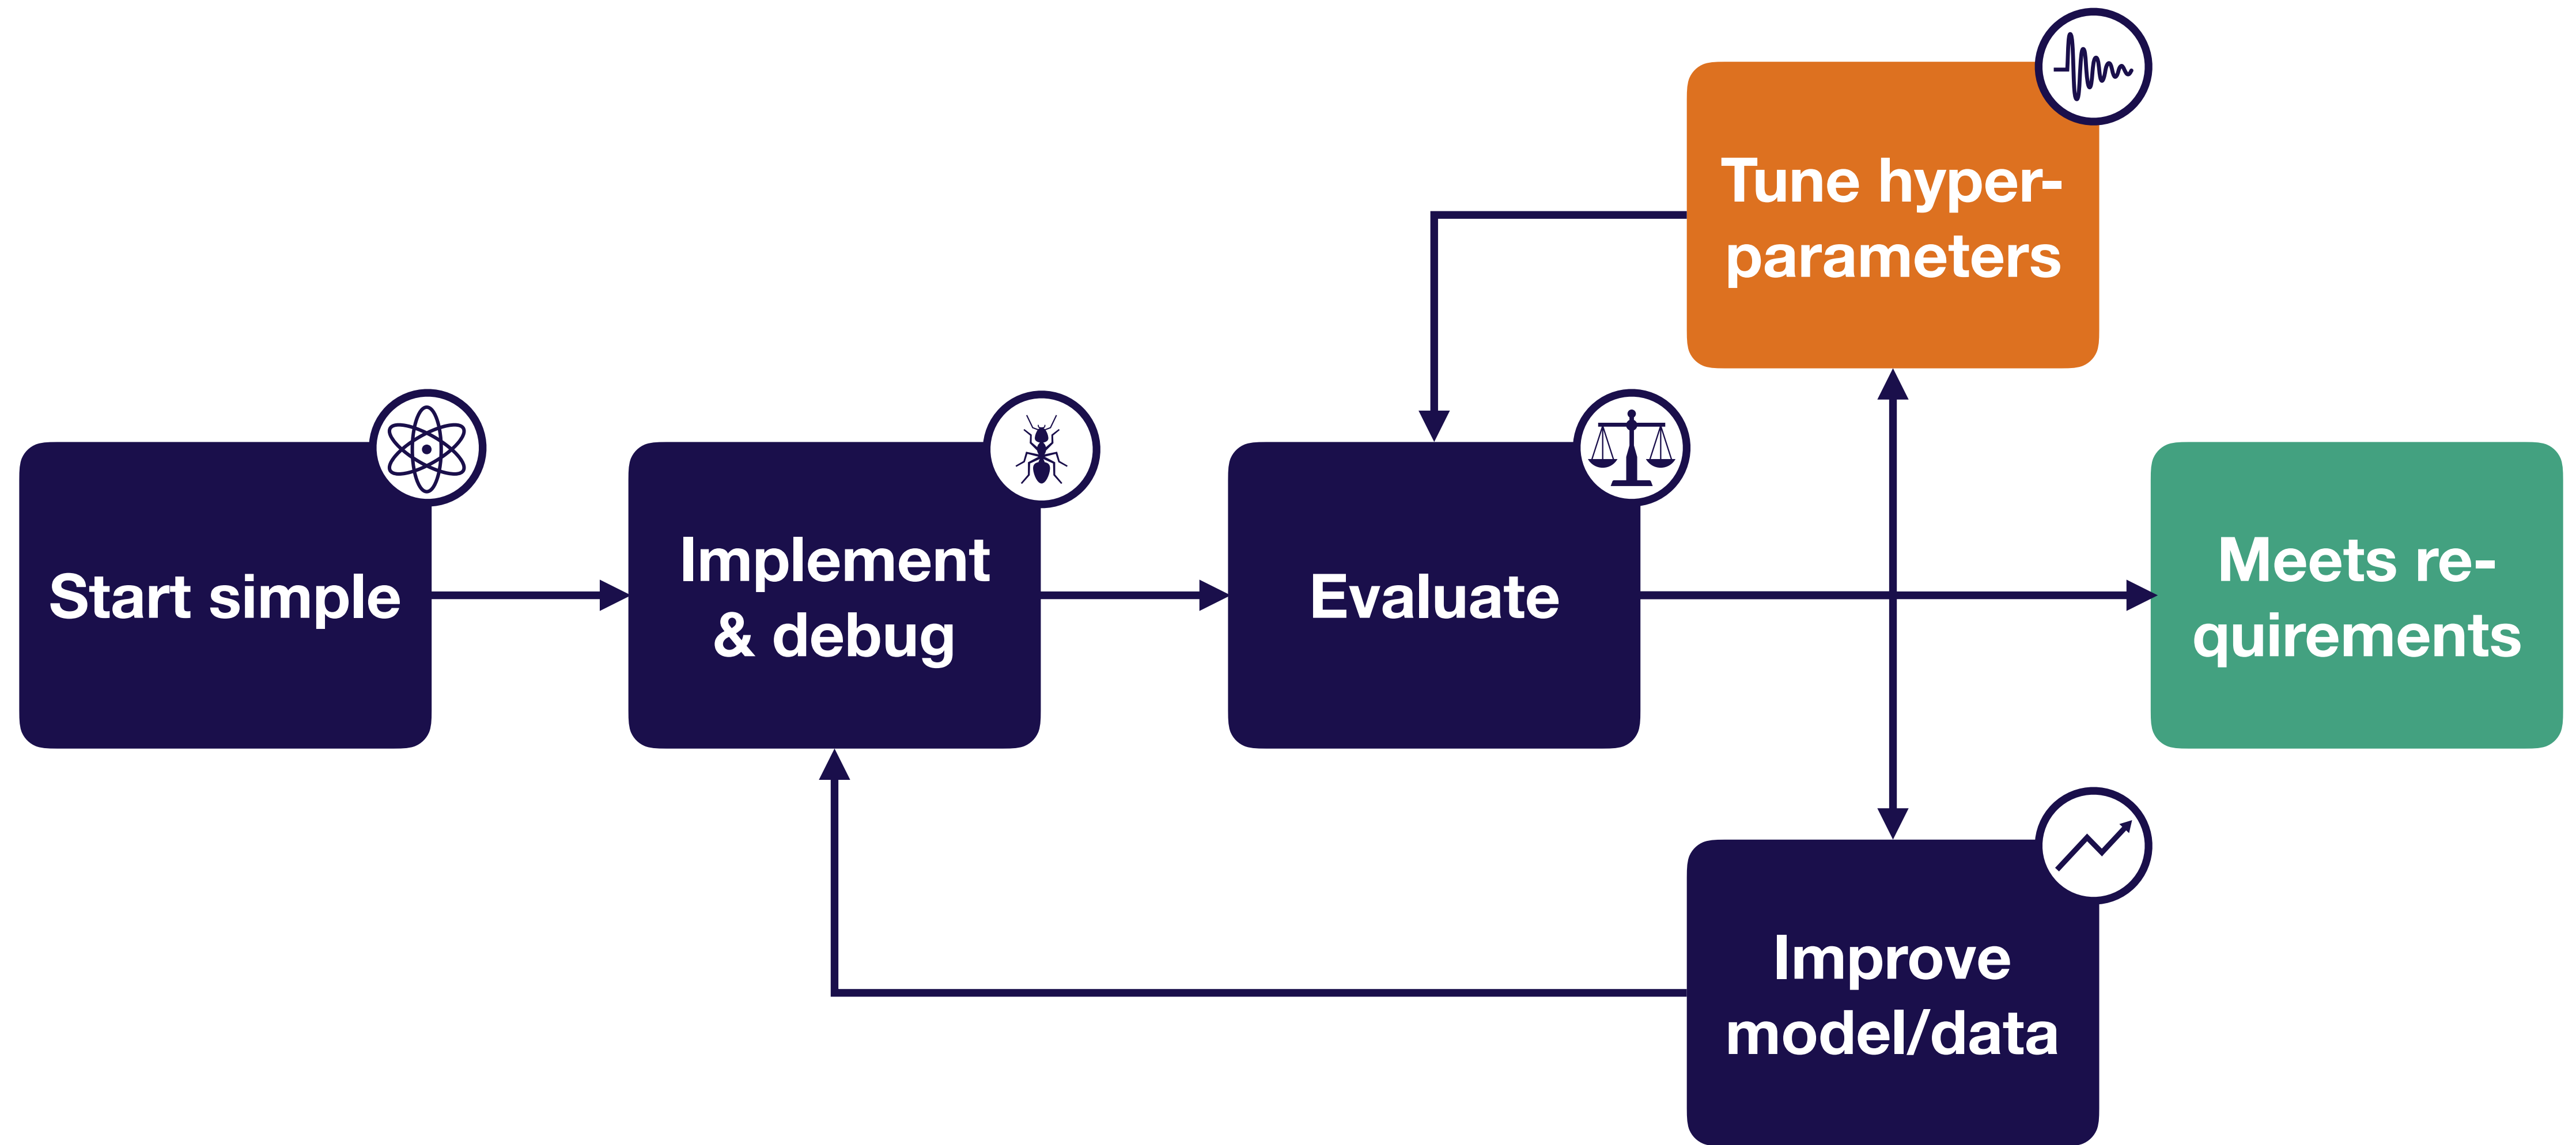 Start simple
Implement
& debug
Evaluate
Tune hyper-
parameters
Meets re-
quirements
Improve
model/data